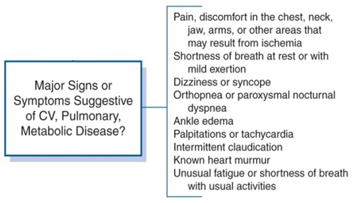 Major Signs or
Symptoms Suggestive
of CV, Pulmonary,
Metabolic Disease?
Pain, discomfort in the chest, neck,
jaw, arms, or other areas that
may result from ischemia
Shortness of breath at rest or with
mild exertion
Dizziness or syncope
Orthopnea or paroxysmal nocturnal
dyspnea
Ankle edema
Palpitations or tachycardia
Intermittent claudication
Known heart murmur
Unusual fatigue or shortness of breath
with usual activities